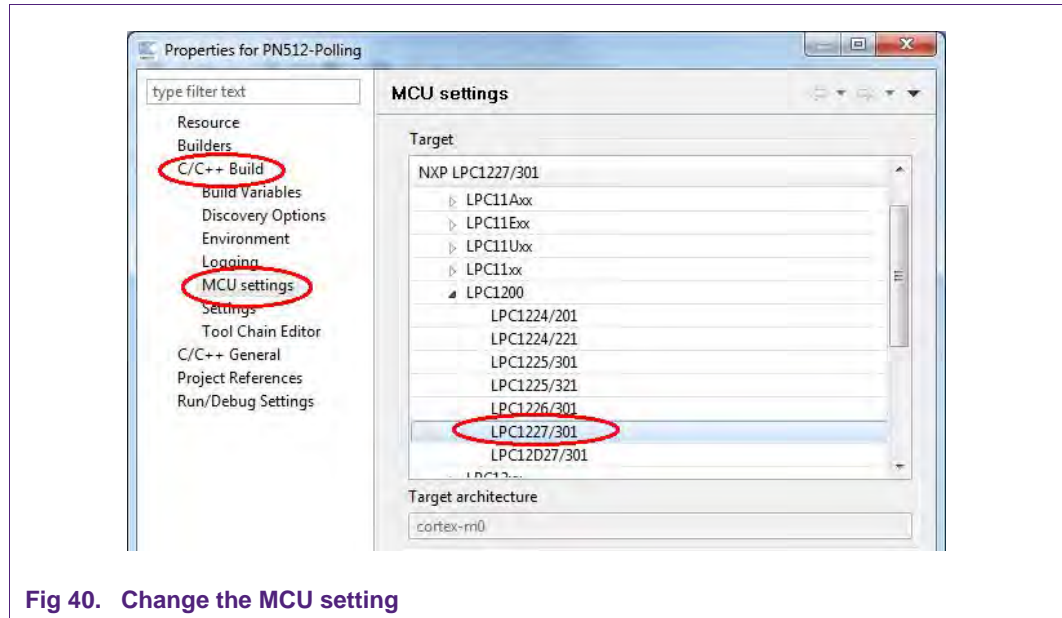 Properties for PN512-Polling
type filter text
Resource
Builders
C/C++ Build
Build Variables
Discovery Options
Environment
Logging
MCU settings
Settings
Tool Chain Editor
C/C++ General
Project References
Run/Debug Settings
MCU settings
Target
NXP LPC1227/301
LPC11Axx
LPC11Exx
LPC11Uxx
LPC11xx
LPC1200
LPC1224/201
LPC1224/221
LPC1225/301
LPC1225/321
LPC1226/301
LPC1227/301
LPC12D27/301
Target architecture
cortex-m0
Fig 40. Change the MCU setting